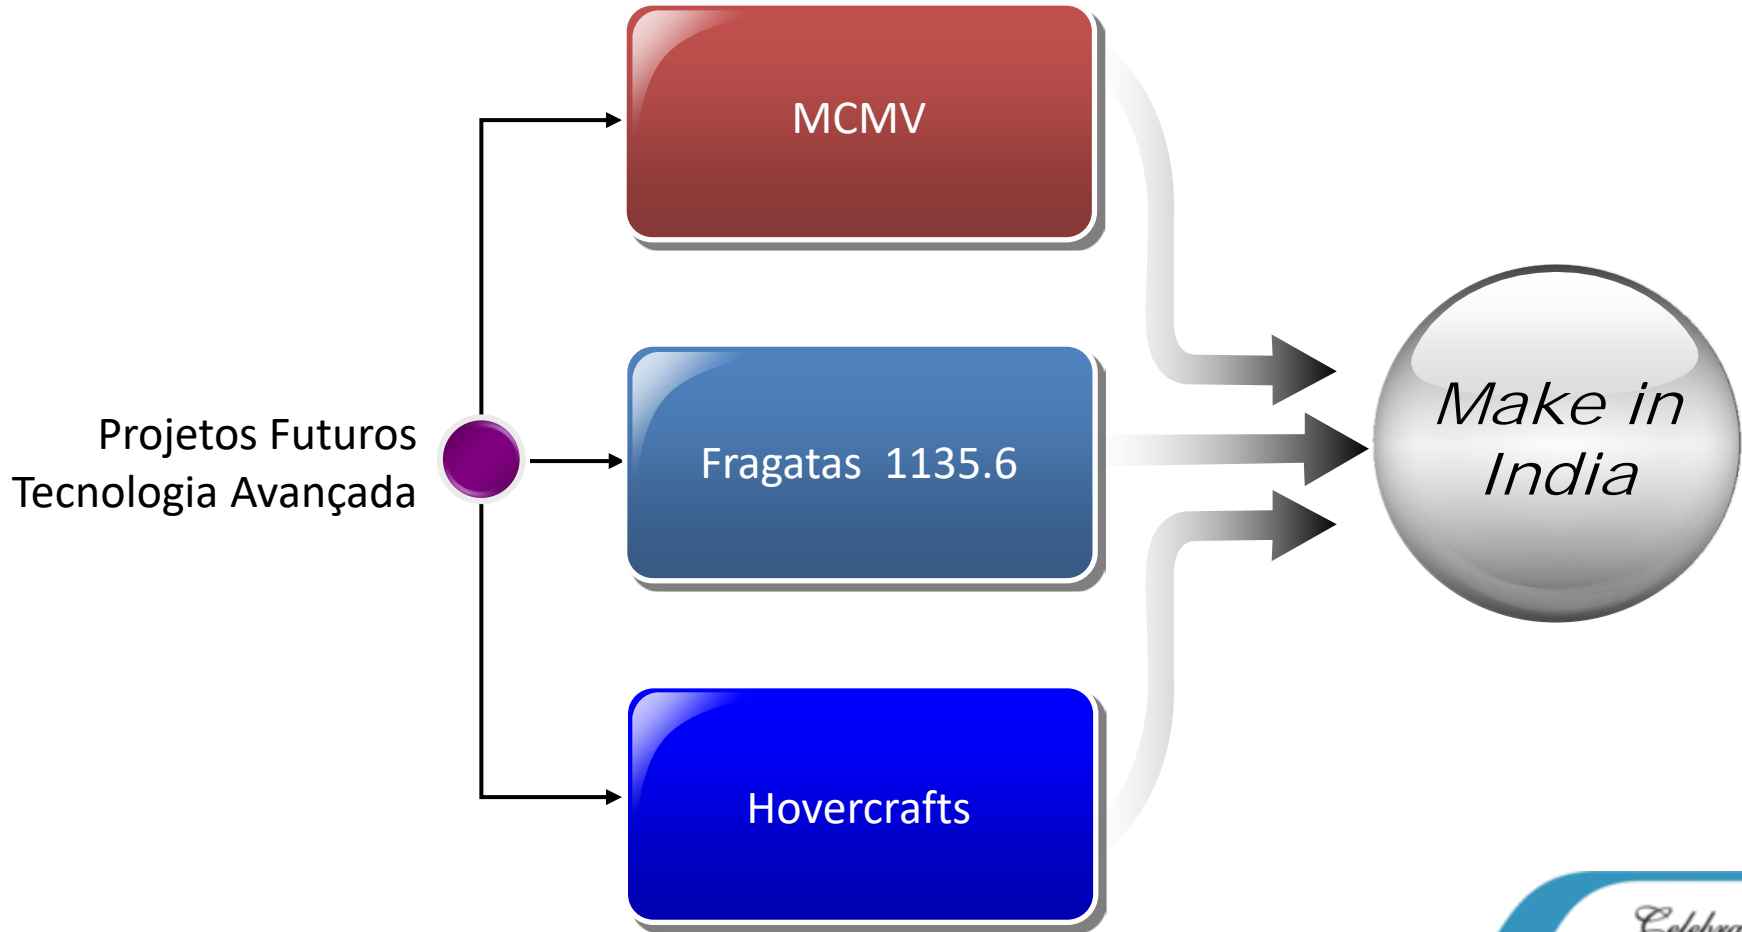 MCMV
Projetos Futuros
Tecnologia Avançada
Fragatas 1135.6
Hovercrafts
Make in
India